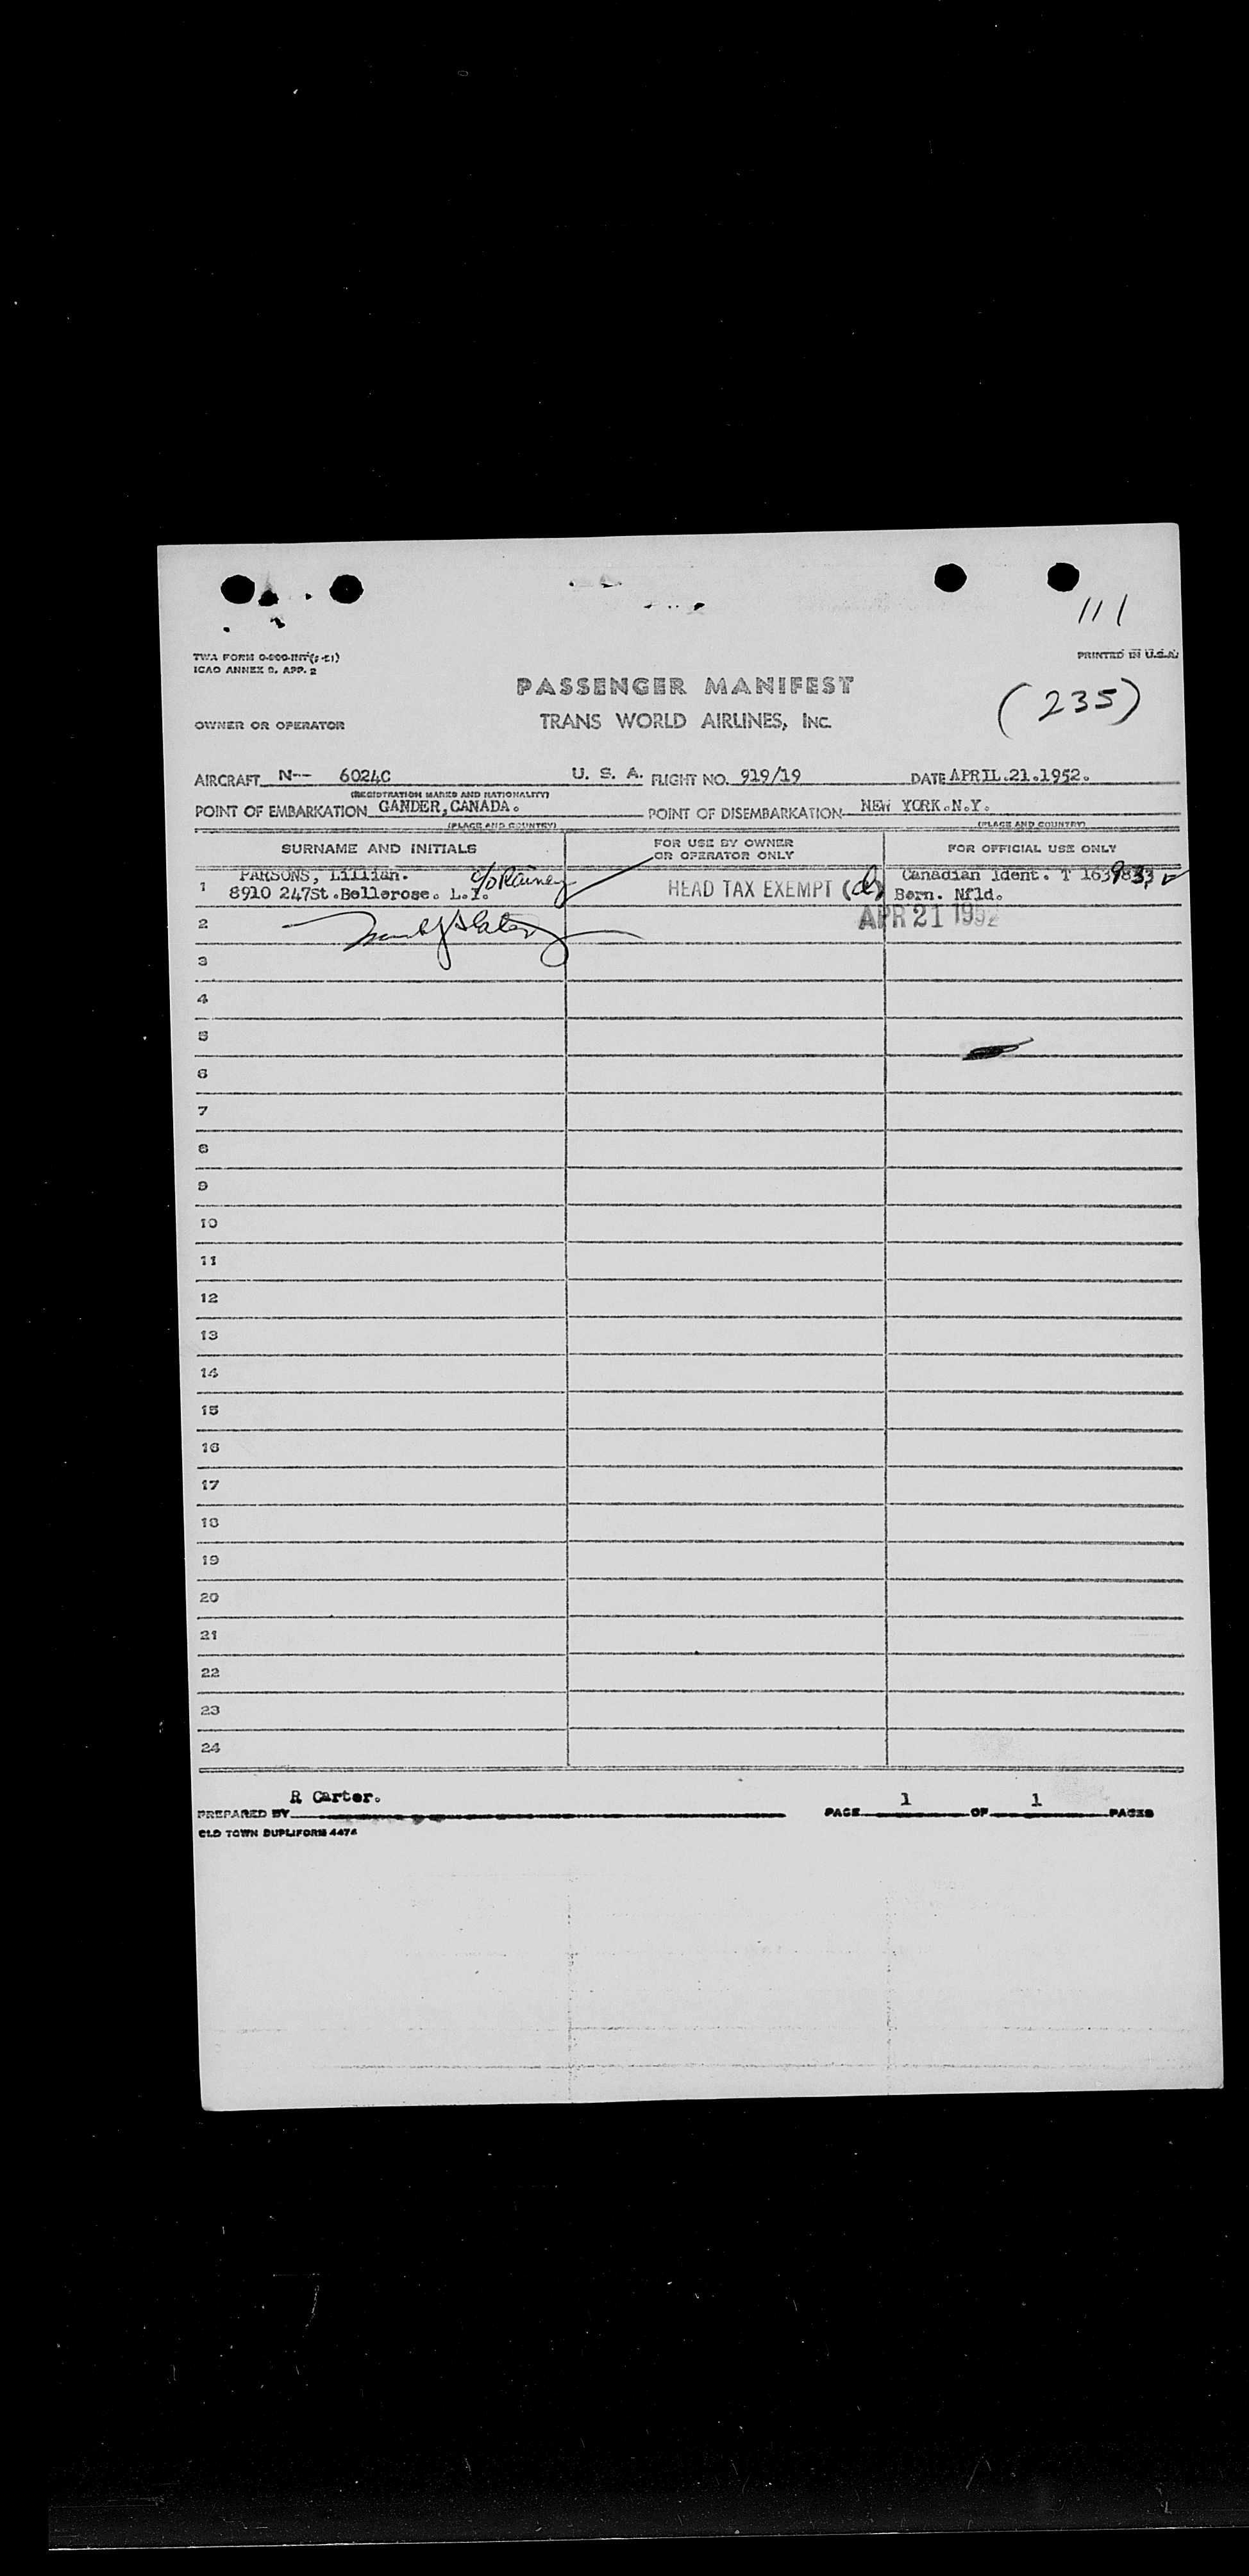 111
TWA FORM
ICAO ANNEX 9, APP. 2
PRINTED IN U.S.A.
PASSENGER MANIFEST
(235)
OWNER OR OPERATOR
TRANS WORLD AIRLINES, INC.
AIRCRAFT N-- 6024C U. S. A. FLIGHT NO. 919/19 DATE APRIL.21.1952.
(REGISTRATION MARKS AND NATIONALITY)
POINT OF EMBARKATION GANDER,CANADA. POINT OF DISEMBARKATION NEW YORK.N.Y.
(PLACE AND COUNTRY) (PLACE AND COUNTRY)
SURNAME AND INITIALS
FOR USE BY OWNER
OR OPERATOR ONLY
FOR OFFICIAL USE ONLY
1
PARSONS, Lillian. c/o Rainey
8910 247St.Bellerose. L.I.
HEAD TAX EXEMPT (d)
Canadian Ident. T
Born. Nfld.
2
APR 21 1952
3
4
5
6
7
8
9
10
11
12
13
14
15
16
17
18
19
20
21
22
23
24
R Carter.
PREPARED BY PAGE 1 OF 1 PAGES
OLD TOWN DUPLIFORM 4474